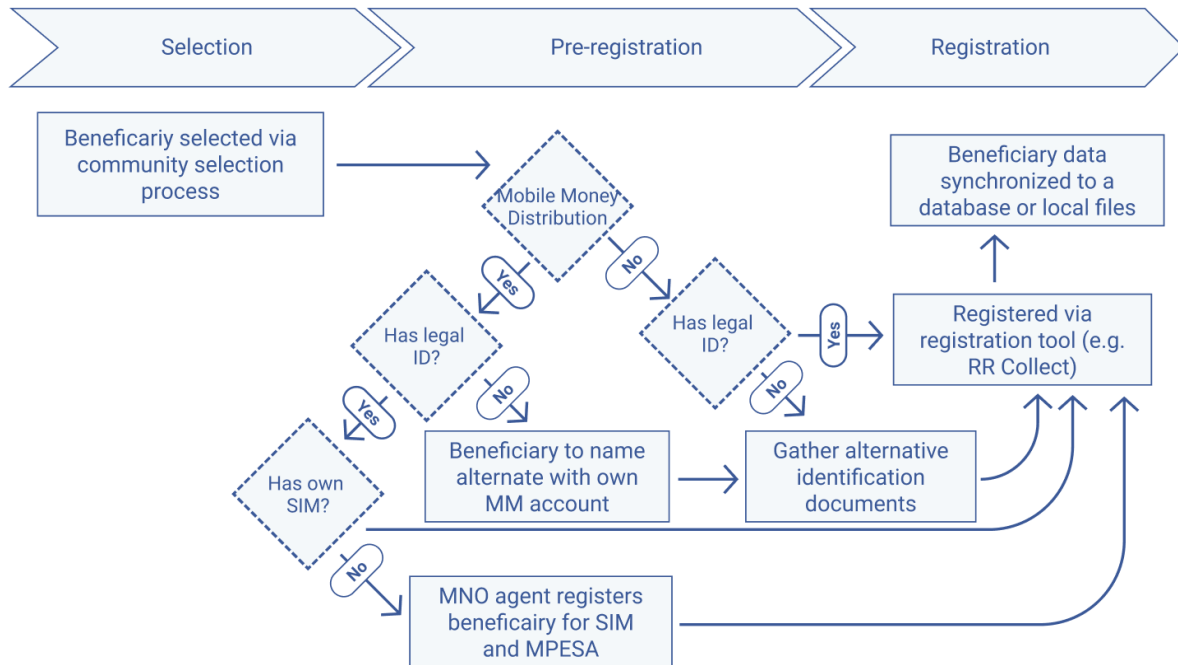 Selection
Pre-registration
Registration
Beneficariy selected via
community selection
process
Mobile Money
Distribution
Beneficiary data
synchronized to a
database or local files
Yes
No
Has legal
ID?
Has legal
ID?
Yes
Registered via
registration tool (e.g.
RR Collect)
Yes
No
No
Has own
SIM?
Beneficiary to name
alternate with own
MM account
Gather alternative
identification
documents
No
MNO agent registers
beneficairy for SIM
and MPESA